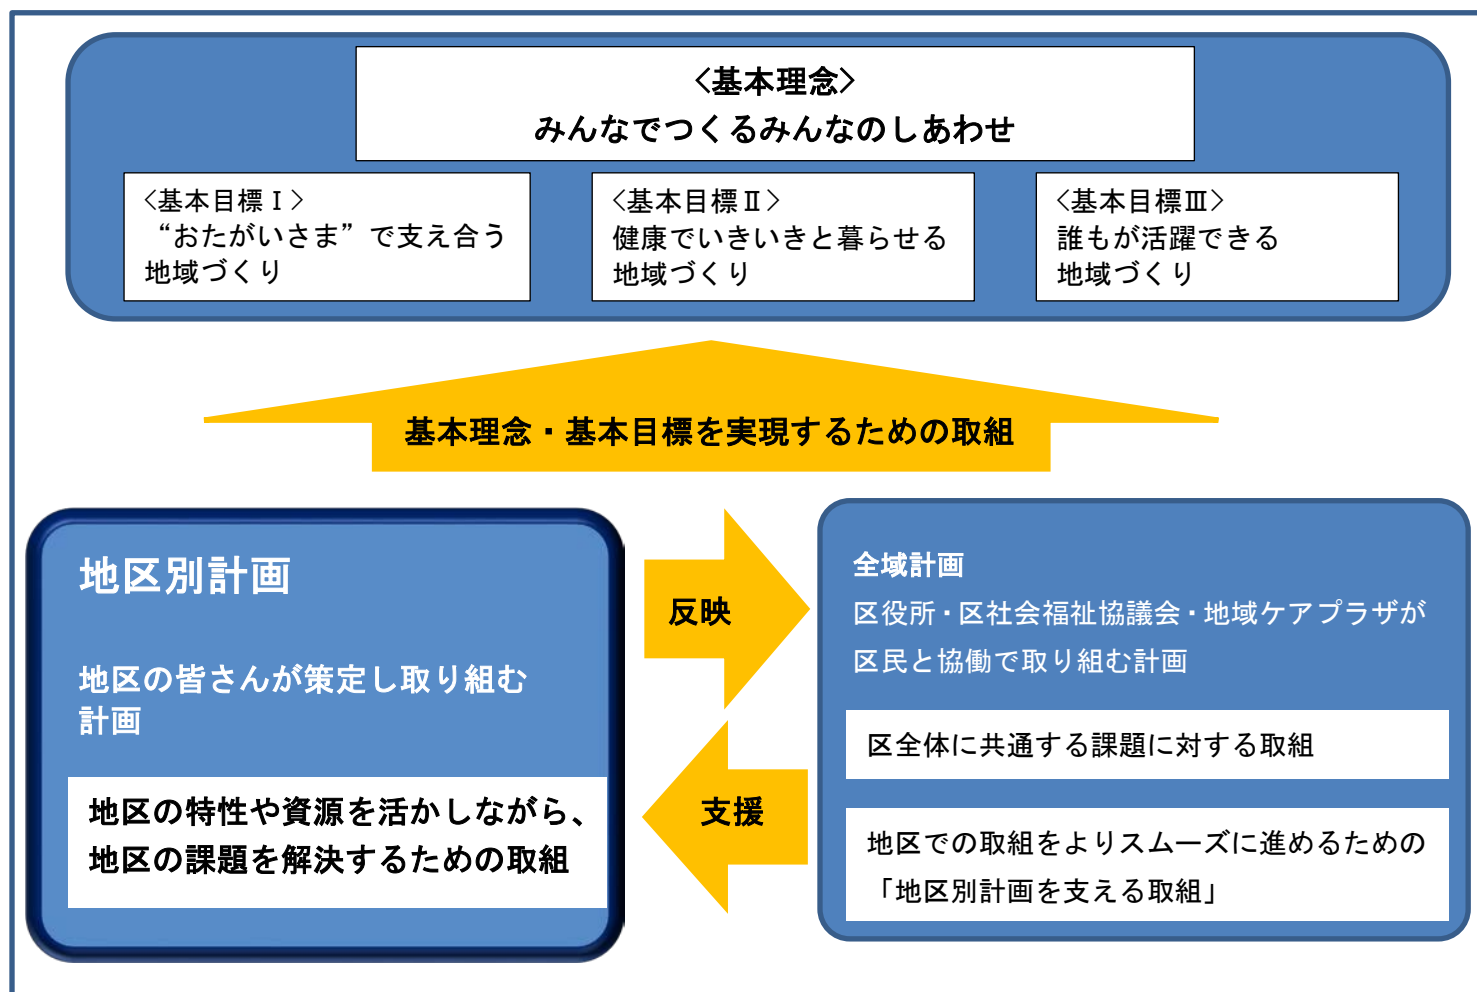 〈基本理念〉
みんなでつくるみんなのしあわせ
〈基本目標Ⅰ〉
“おたがいさま”で支え合う
地域づくり
〈基本目標Ⅱ〉
健康でいきいきと暮らせる
地域づくり
〈基本目標Ⅲ〉
誰もが活躍できる
地域づくり
基本理念・基本目標を実現するための取組
地区別計画
地区の皆さんが策定し取り組む
計画
地区の特性や資源を活かしながら、
地区の課題を解決するための取組
反映
支援
全域計画
区役所・区社会福祉協議会・地域ケアプラザが
区民と協働で取り組む計画
区全体に共通する課題に対する取組
地区での取組をよりスムーズに進めるための
「地区別計画を支える取組」